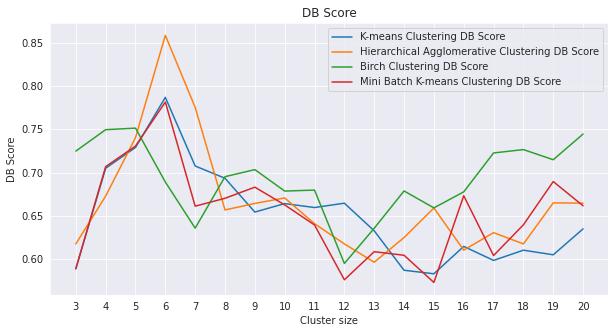 DB Score
K-means Clustering DB Score
Hierarchical Agglomerative Clustering DB Score
Birch Clustering DB Score
Mini Batch K-means Clustering DB Score
DB Score
0.85
0.80
0.75
0.70
0.65
0.60
3 4 5 6 7 8 9 10 11 12 13 14 15 16 17 18 19 20
Cluster size